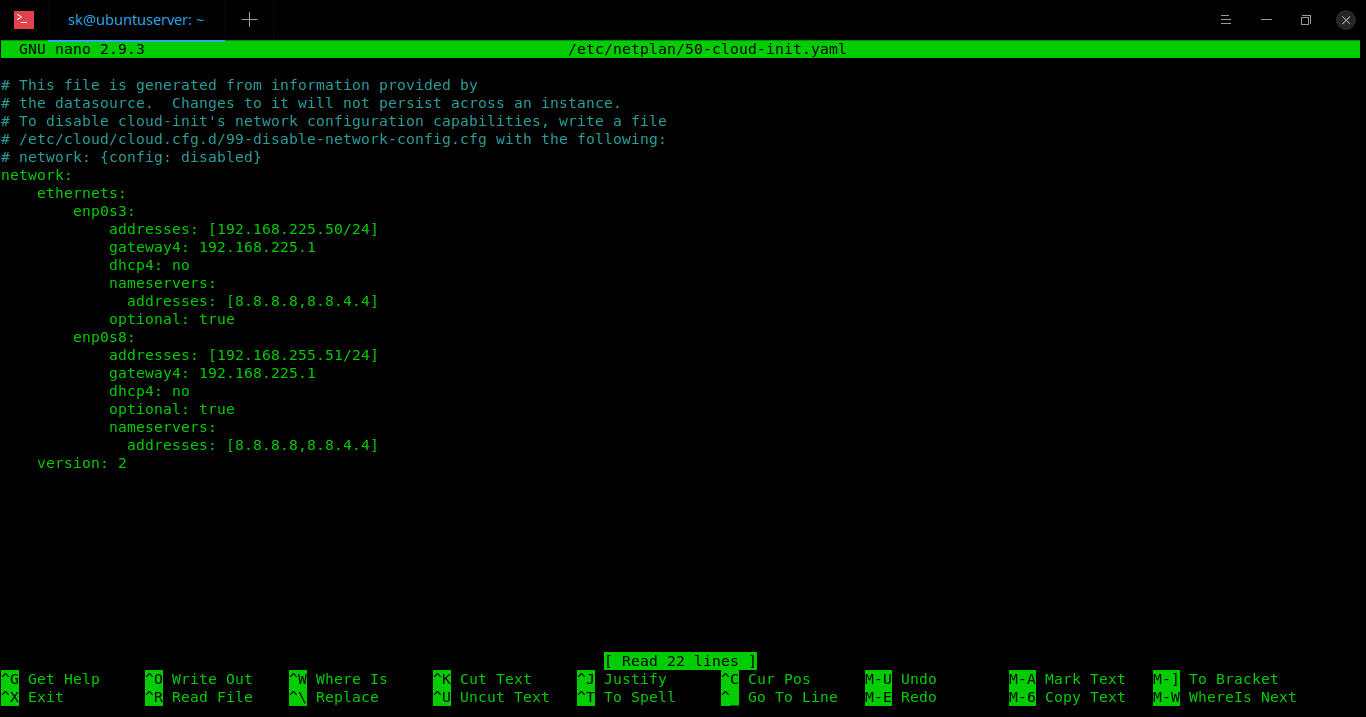 >_ sk@ubuntuserver: ~
GNU nano 2.9.3 /etc/netplan/50-cloud-init.yaml
# This file is generated from information provided by
# the datasource.  Changes to it will not persist across an instance.
# To disable cloud-init's network configuration capabilities, write a file
# /etc/cloud/cloud.cfg.d/99-disable-network-config.cfg with the following:
# network: {config: disabled}
network:
    ethernets:
        enp0s3:
            addresses: [192.168.225.50/24]
            gateway4: 192.168.225.1
            dhcp4: no
            nameservers:
              addresses: [8.8.8.8,8.8.4.4]
            optional: true
        enp0s8:
            addresses: [192.168.255.51/24]
            gateway4: 192.168.225.1
            dhcp4: no
            optional: true
            nameservers:
              addresses: [8.8.8.8,8.8.4.4]
    version: 2
[ Read 22 lines ]
^G Get Help ^O Write Out ^W Where Is ^K Cut Text ^J Justify ^C Cur Pos M-U Undo M-A Mark Text M-] To Bracket
^X Exit ^R Read File ^\ Replace ^U Uncut Text ^T To Spell ^_ Go To Line M-E Redo M-6 Copy Text M-W WhereIs Next